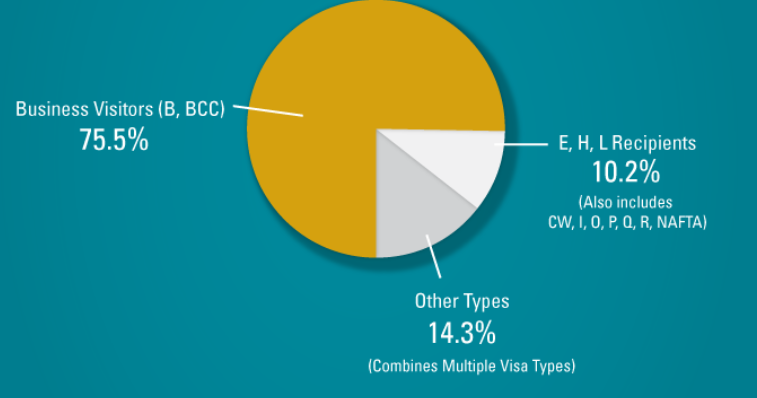 Business Visitors (B, BCC)
75.5%
E, H, L Recipients
10.2%
(Also includes
CW, I, O, P, Q, R, NAFTA)
Other Types
14.3%
(Combines Multiple Visa Types)